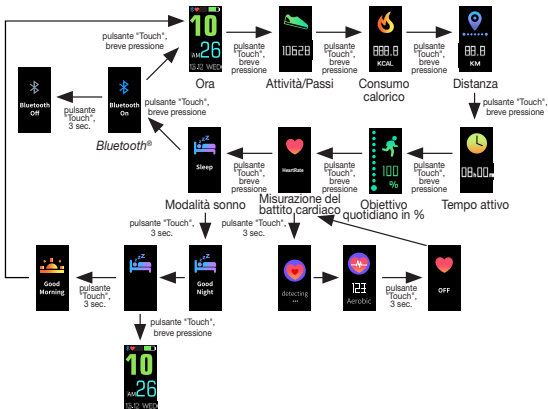 10
26
AM
13.12 WED
Ora
pulsante "Touch",
breve
pressione
10628
Attività/Passi
pulsante
"Touch",
breve
pressione
888.8
KCAL
Consumo
calorico
pulsante
"Touch",
breve
pressione
88.8
KM
Distanza
pulsante "Touch",
breve pressione
pulsante "Touch",
breve pressione
Bluetooth
Off
pulsante
"Touch",
3 sec.
Bluetooth
On
Bluetooth®
pulsante "Touch",
breve pressione
Sleep
Modalità sonno
pulsante
"Touch",
breve
pressione
HeartRate
Misurazione del
battito cardiaco
pulsante
"Touch",
breve
pressione
100
%
Obiettivo
quotidiano in %
pulsante
"Touch",
breve
pressione
08H00M
Tempo attivo
pulsante "Touch",
3 sec.
pulsante "Touch",
3 sec.
Good
Morning
pulsante
"Touch",
3 sec.
Good
Night
detecting
...
123
Aerobic
pulsante
"Touch",
3 sec.
OFF
pulsante "Touch",
breve pressione
10
26
AM
13.12 WED